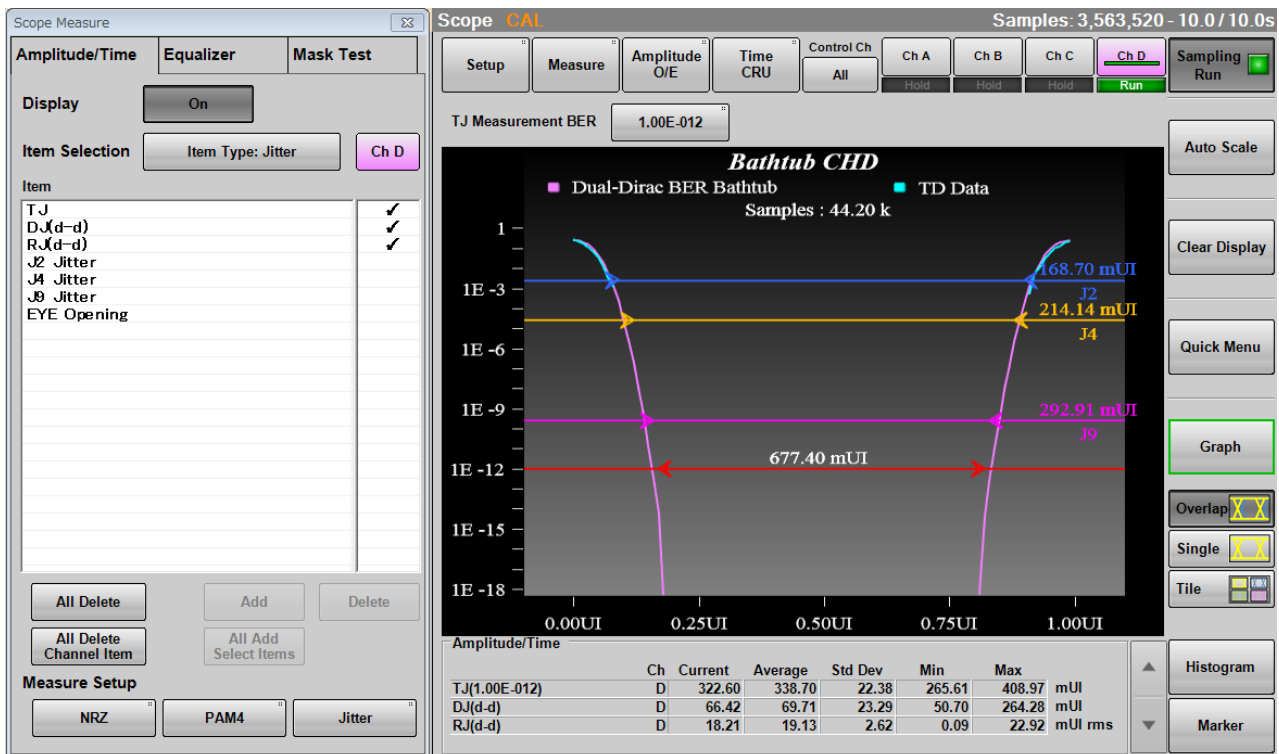 Scope Measure
Amplitude/Time Equalizer Mask Test
Display On
Item Selection Item Type: Jitter Ch D
Item
TJ ✓
DJ(d-d) ✓
RJ(d-d) ✓
J2 Jitter
J4 Jitter
J9 Jitter
EYE Opening
All Delete Add Delete
All Delete Channel Item All Add Select Items
Measure Setup
NRZ PAM4 Jitter
Scope CAL Samples: 3,563,520 - 10.0 / 10.0s
Setup Measure Amplitude O/E Time CRU Control Ch All Ch A Hold Ch B Hold Ch C Hold Ch D Run Sampling Run
TJ Measurement BER 1.00E-012
Bathtub CHD
Dual-Dirac BER Bathtub TD Data
Samples : 44.20 k
1
168.70 mUI
1E -3
J2
214.14 mUI
J4
1E -6
1E -9
292.91 mUI
J9
677.40 mUI
1E -12
1E -15
1E -18
0.00UI 0.25UI 0.50UI 0.75UI 1.00UI
Amplitude/Time
Ch Current Average Std Dev Min Max
TJ(1.00E-012) D 322.60 338.70 22.38 265.61 408.97 mUI
DJ(d-d) D 66.42 69.71 23.29 50.70 264.28 mUI
RJ(d-d) D 18.21 19.13 2.62 0.09 22.92 mUI rms
Auto Scale
Clear Display
Quick Menu
Graph
Overlap
Single
Tile
Histogram
Marker